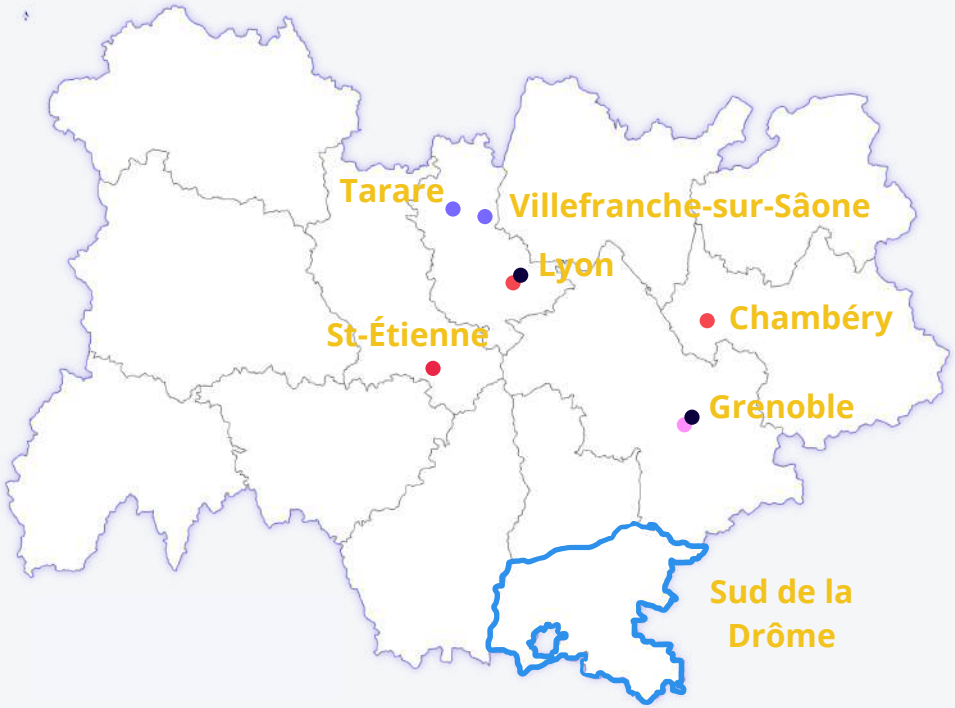 Tarare
Villefranche-sur-Sâone
Lyon
Chambéry
St-Étienne
Grenoble
Sud de la
Drôme